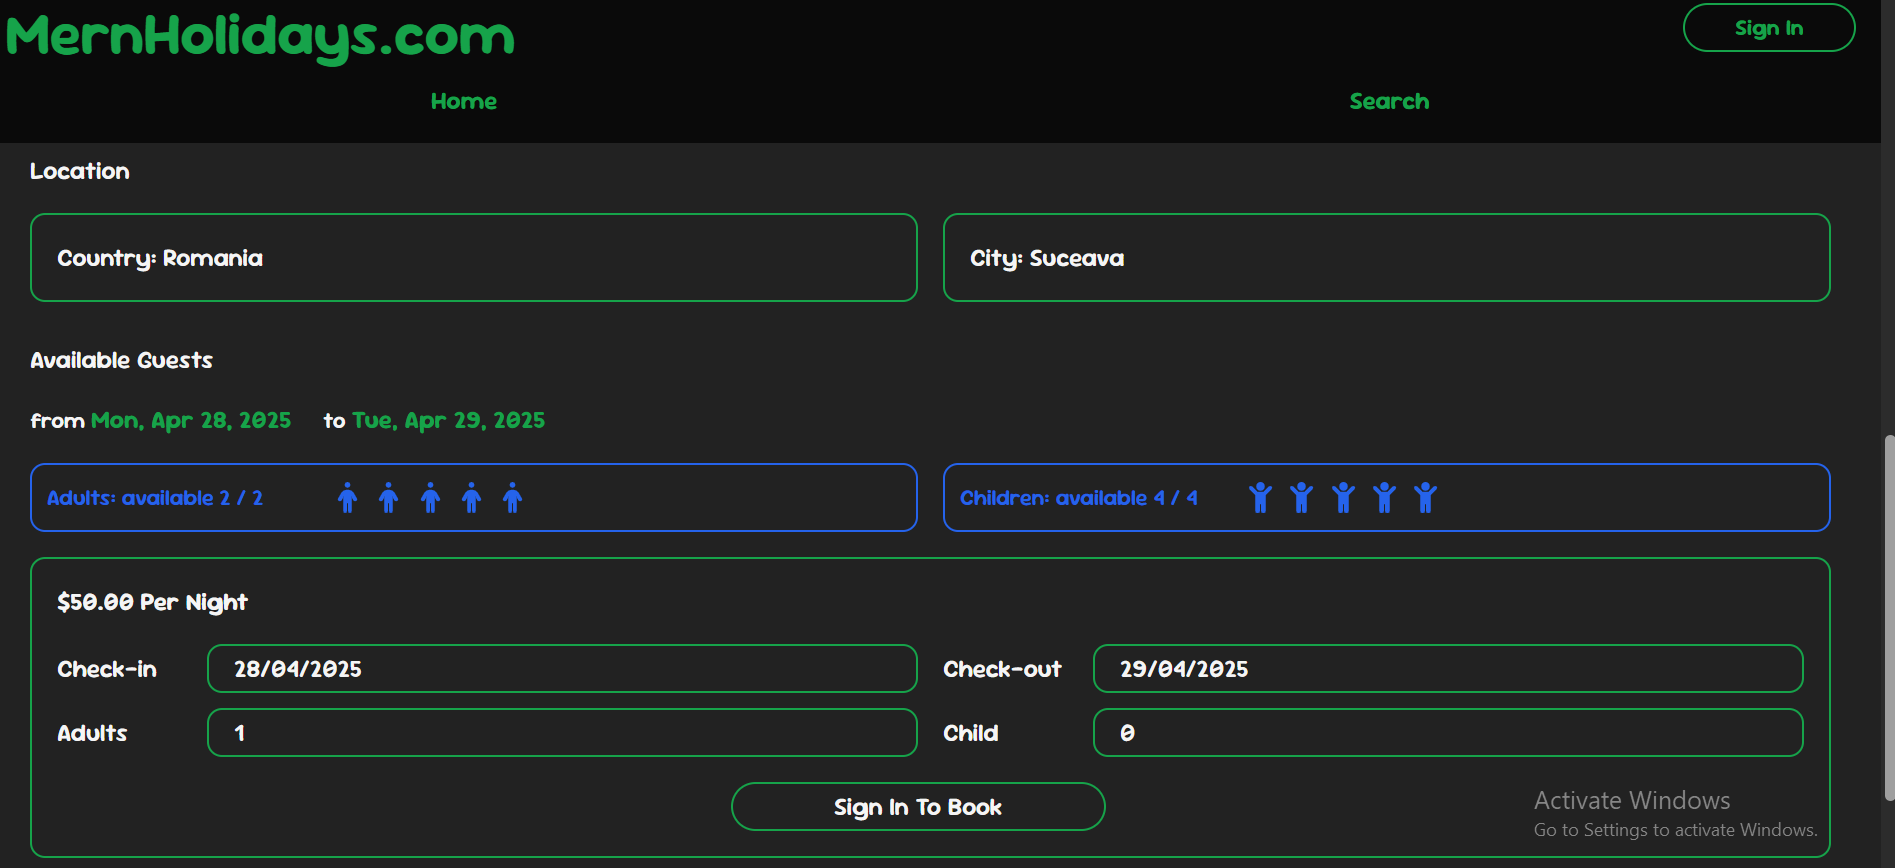 MernHolidays.com
Sign In
Home
Search
Location
Country: Romania
City: Suceava
Available Guests
from Mon, Apr 28, 2025 to Tue, Apr 29, 2025
Adults: available 2 / 2
Children: available 4 / 4
$50.00 Per Night
Check-in
28/04/2025
Check-out
29/04/2025
Adults
1
Child
0
Sign In To Book
Activate Windows
Go to Settings to activate Windows.